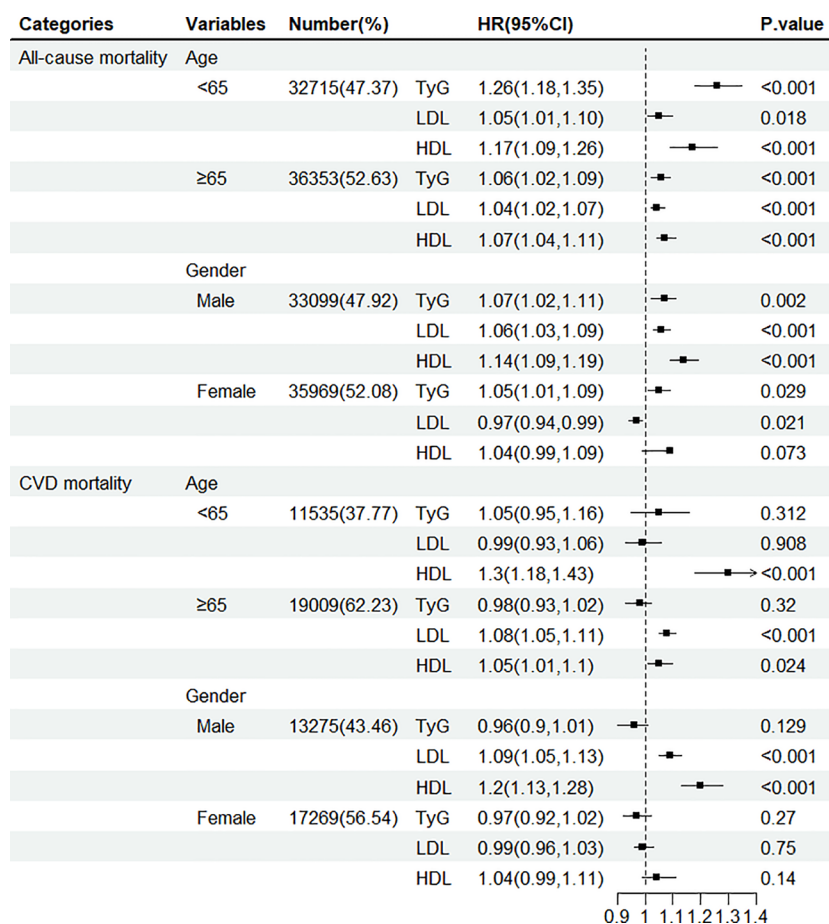 Categories Variables Number(%) HR(95%CI) P.value
All-cause mortality Age
<65 32715(47.37) TyG 1.26(1.18,1.35) <0.001
LDL 1.05(1.01,1.10) 0.018
HDL 1.17(1.09,1.26) <0.001
≥65 36353(52.63) TyG 1.06(1.02,1.09) <0.001
LDL 1.04(1.02,1.07) <0.001
HDL 1.07(1.04,1.11) <0.001
Gender
Male 33099(47.92) TyG 1.07(1.02,1.11) 0.002
LDL 1.06(1.03,1.09) <0.001
HDL 1.14(1.09,1.19) <0.001
Female 35969(52.08) TyG 1.05(1.01,1.09) 0.029
LDL 0.97(0.94,0.99) 0.021
HDL 1.04(0.99,1.09) 0.073
CVD mortality Age
<65 11535(37.77) TyG 1.05(0.95,1.16) 0.312
LDL 0.99(0.93,1.06) 0.908
HDL 1.3(1.18,1.43) <0.001
≥65 19009(62.23) TyG 0.98(0.93,1.02) 0.32
LDL 1.08(1.05,1.11) <0.001
HDL 1.05(1.01,1.1) 0.024
Gender
Male 13275(43.46) TyG 0.96(0.9,1.01) 0.129
LDL 1.09(1.05,1.13) <0.001
HDL 1.2(1.13,1.28) <0.001
Female 17269(56.54) TyG 0.97(0.92,1.02) 0.27
LDL 0.99(0.96,1.03) 0.75
HDL 1.04(0.99,1.11) 0.14
0.9 1 1.1 1.2 1.3 1.4